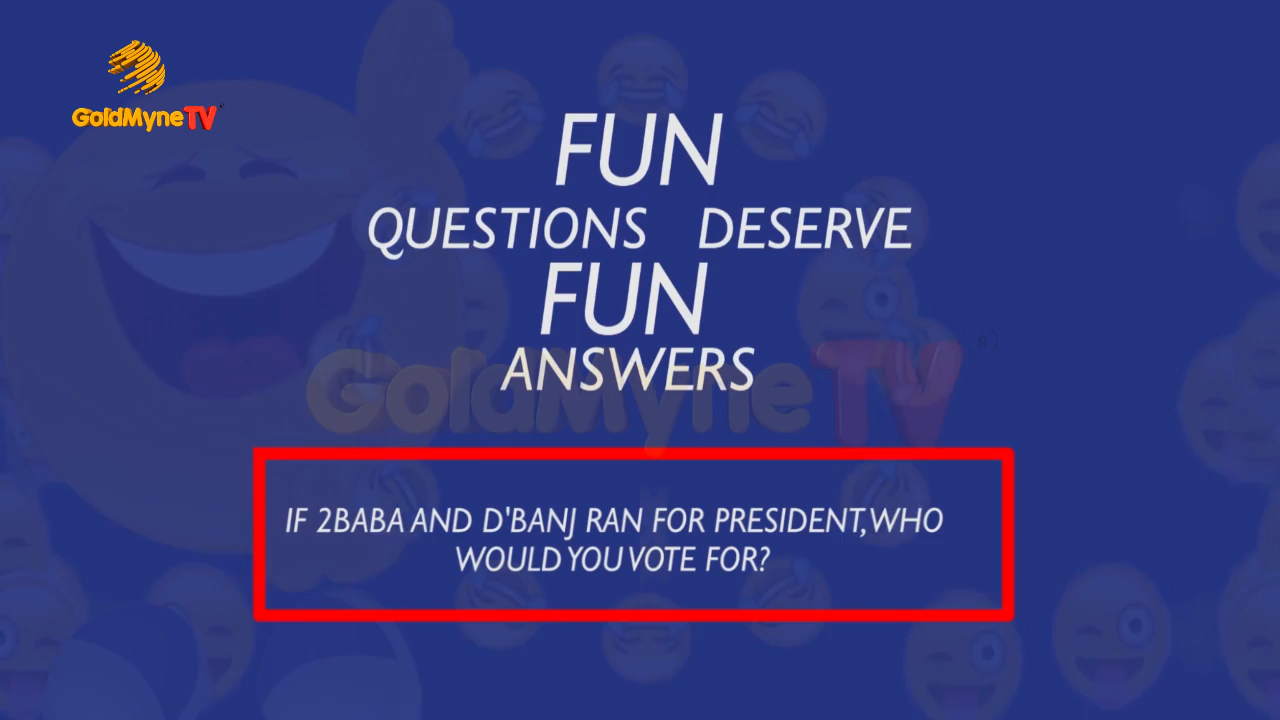 GoldMyneTV
FUN
QUESTIONS DESERVE
FUN
ANSWERS
GoldMyneTV
IF 2BABA AND D'BANJ RAN FOR PRESIDENT,WHO
WOULD YOU VOTE FOR?